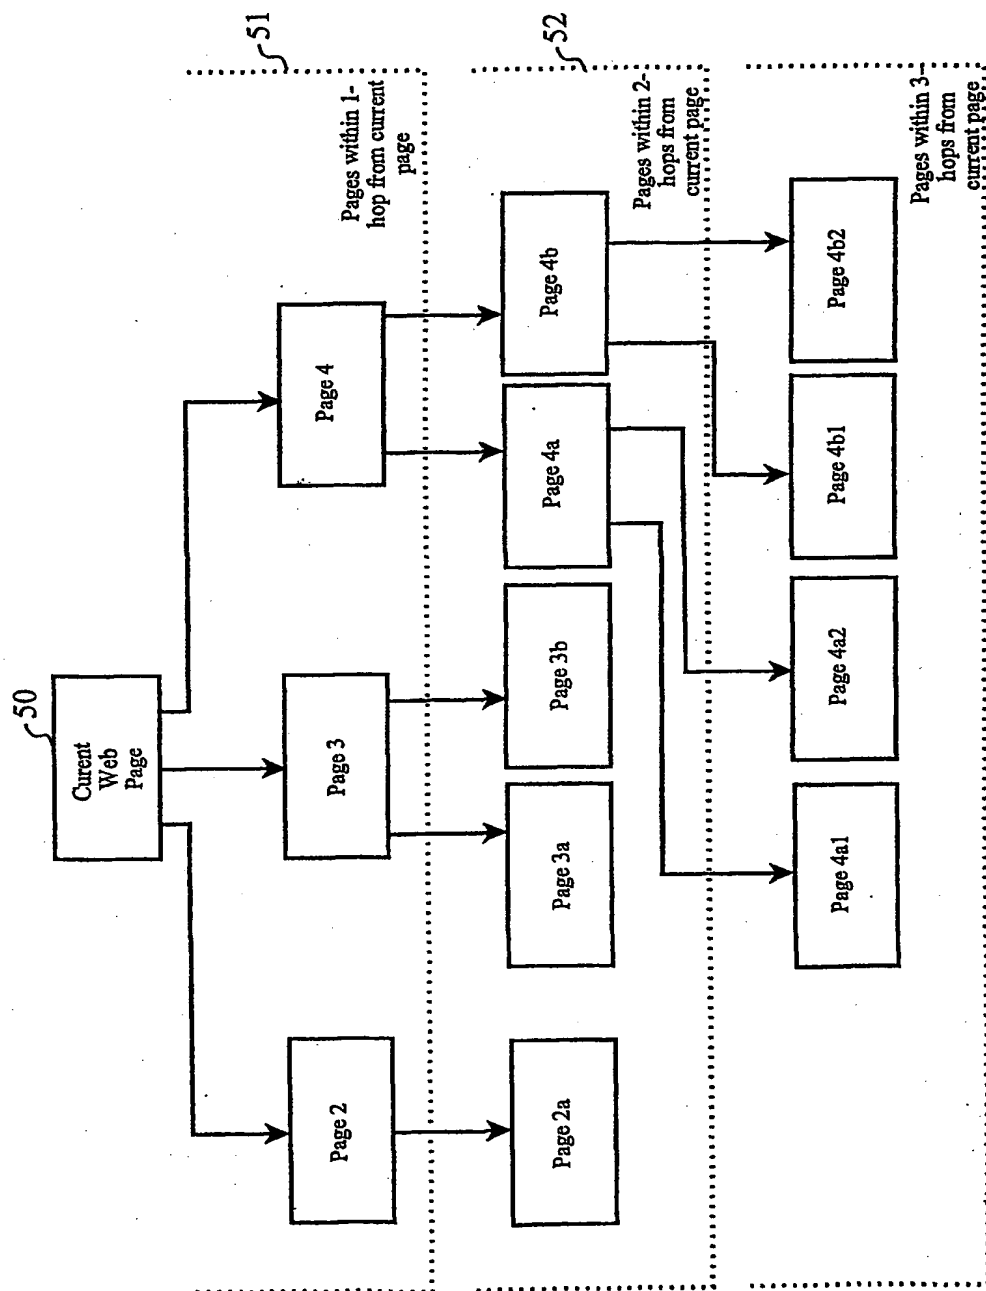 50
Curent
Web
Page
51
Page 2
Page 3
Page 4
Pages within 1-
hop from current
page
52
Page 2a
Page 3a
Page 3b
Page 4a
Page 4b
Pages within 2-
hops from
current page
Page 4a1
Page 4a2
Page 4b1
Page 4b2
Pages within 3-
hops from
current page